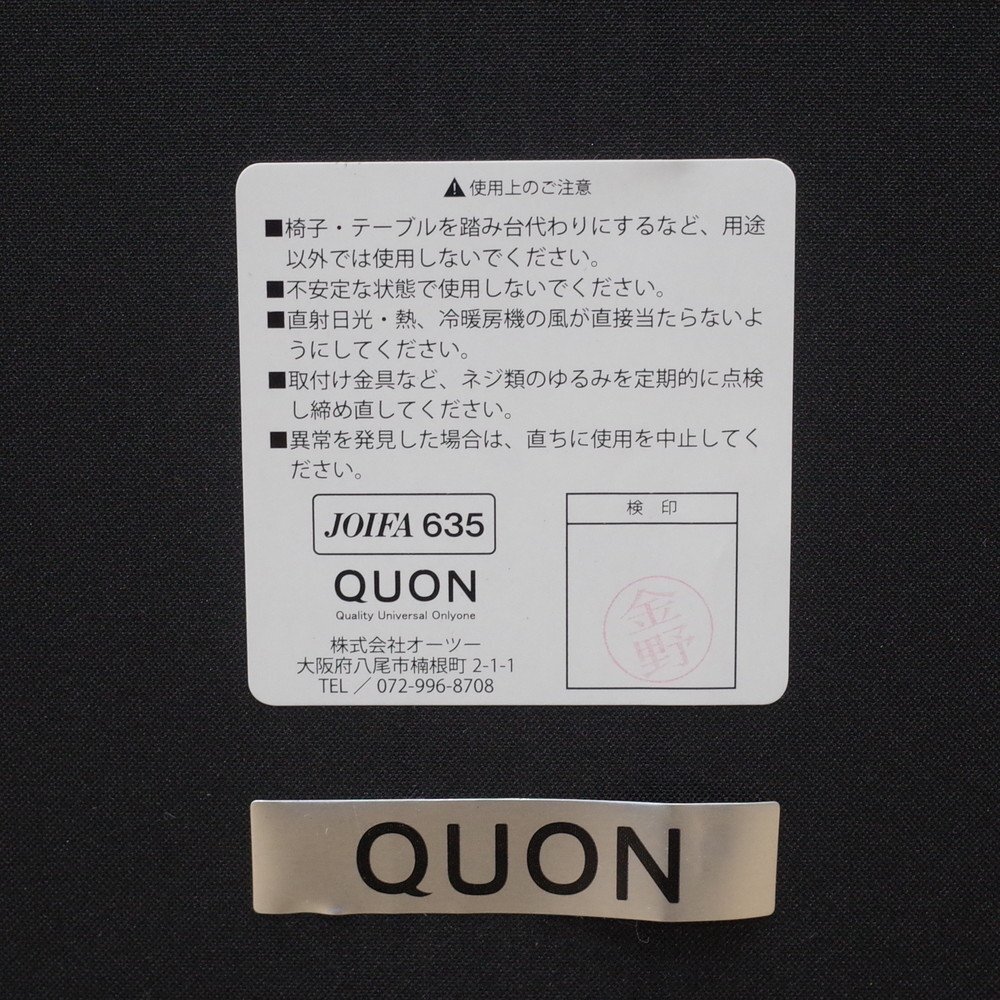 使用上のご注意
■椅子・テーブルを踏み台代わりにするなど、用途
以外では使用しないでください。
■不安定な状態で使用しないでください。
■直射日光・熱、冷暖房機の風が直接当たらないよ
うにしてください。
■取付け金具など、ネジ類のゆるみを定期的に点検
し締め直してください。
■異常を発見した場合は、直ちに使用を中止してく
ださい。
JOIFA 635
QUON
Quality Universal Onlyone
株式会社オーツー
大阪府八尾市楠根町 2-1-1
TEL ／ 072-996-8708
検 印
金野
QUON